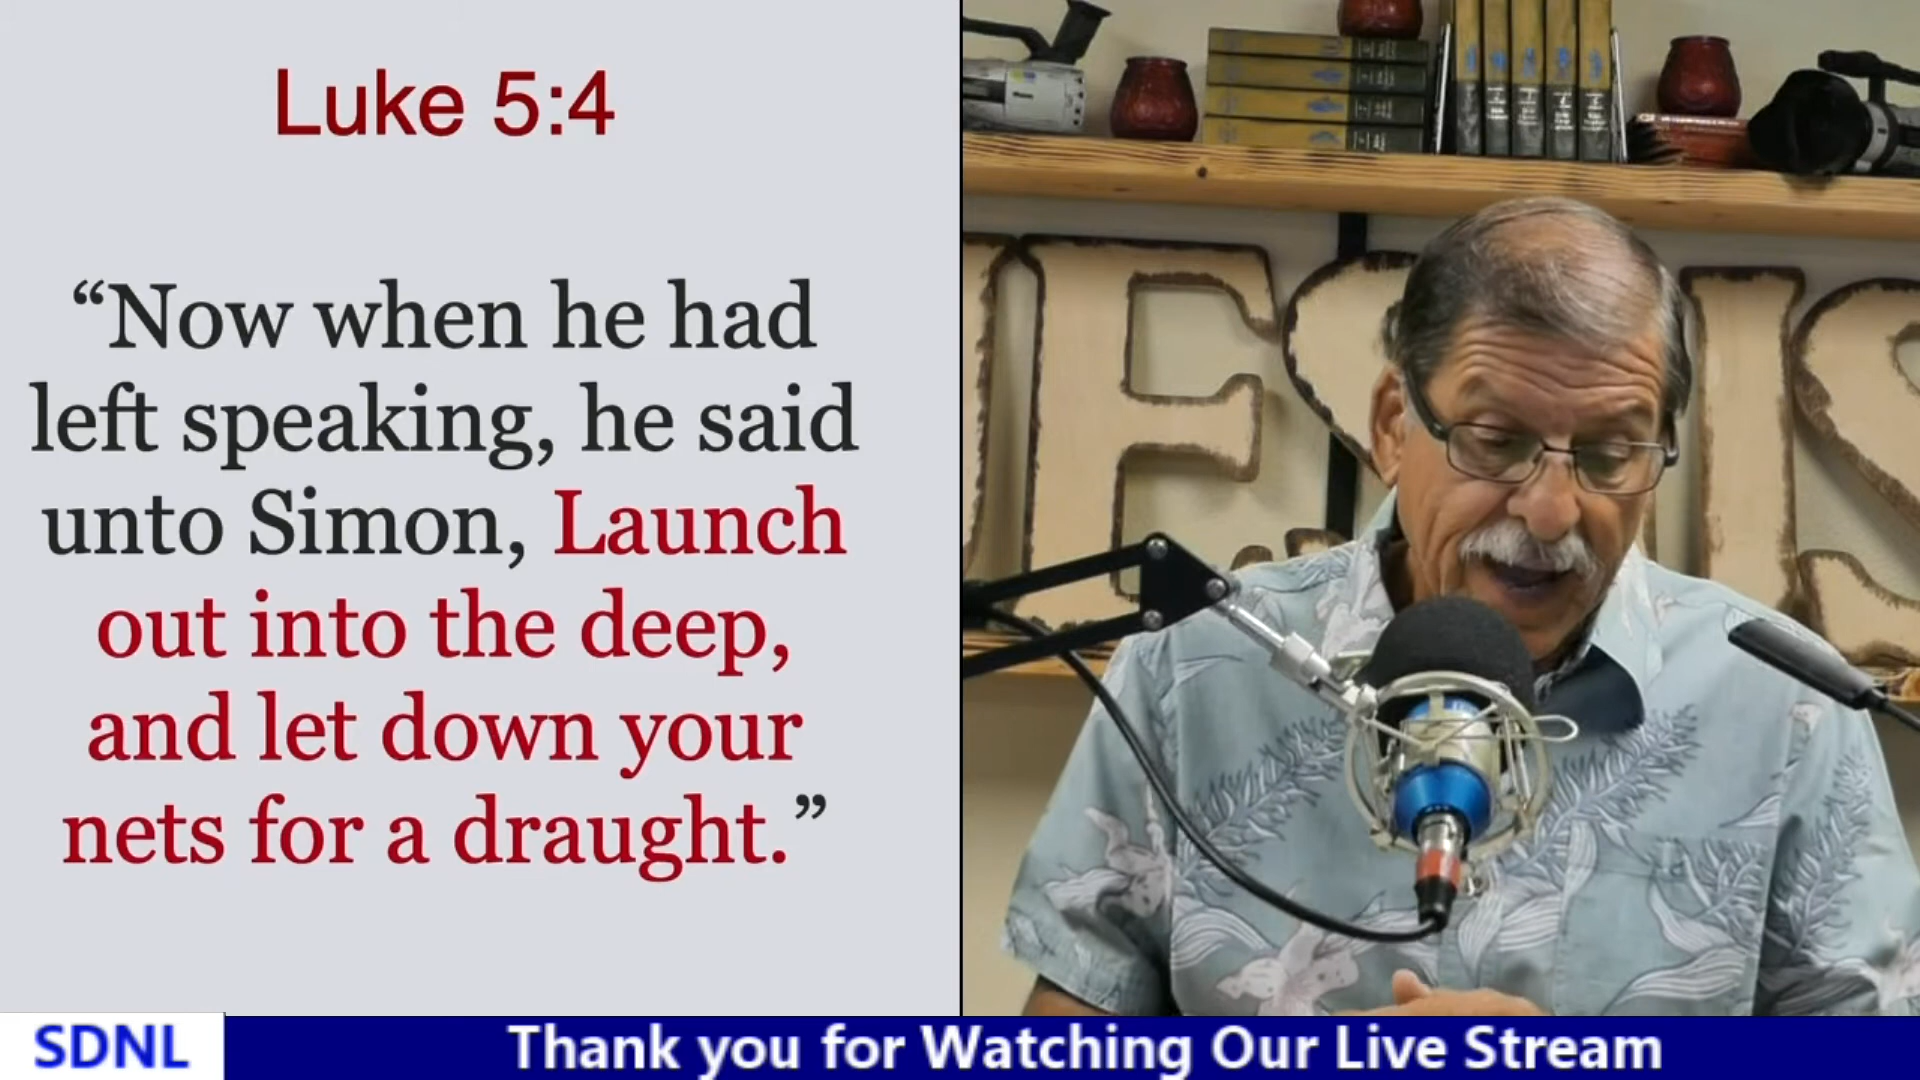 Luke 5:4
“Now when he had
left speaking, he said
unto Simon, Launch
out into the deep,
and let down your
nets for a draught.”
JESUS
SDNL
Thank you for Watching Our Live Stream